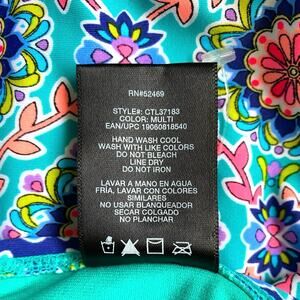 RN#52469
STYLE#: CTL37183
COLOR: MULTI
EAN/UPC 19060818540
HAND WASH COOL
WASH WITH LIKE COLORS
DO NOT BLEACH
LINE DRY
DO NOT IRON
LAVAR A MANO EN AGUA
FRÍA, LAVAR CON COLORES
SIMILARES
NO USAR BLANQUEADOR
SECAR COLGADO
NO PLANCHAR